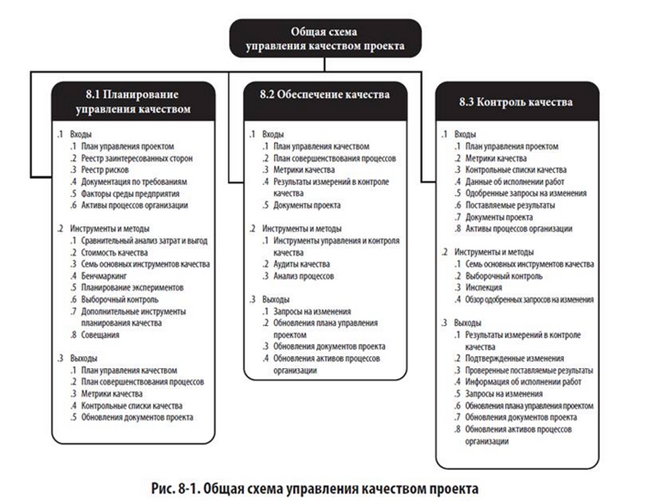 Общая схема
управления качеством проекта
8.1 Планирование
управления качеством
.1 Входы
.1 План управления проектом
.2 Реестр заинтересованных сторон
.3 Реестр рисков
.4 Документация по требованиям
.5 Факторы среды предприятия
.6 Активы процессов организации
.2 Инструменты и методы
.1 Сравнительный анализ затрат и выгод
.2 Стоимость качества
.3 Семь основных инструментов качества
.4 Бенчмаркинг
.5 Планирование экспериментов
.6 Выборочный контроль
.7 Дополнительные инструменты
планирования качества
.8 Совещания
.3 Выходы
.1 План управления качеством
.2 План совершенствования процессов
.3 Метрики качества
.4 Контрольные списки качества
.5 Обновления документов проекта
8.2 Обеспечение качества
.1 Входы
.1 План управления качеством
.2 План совершенствования процессов
.3 Метрики качества
.4 Результаты измерений в контроле
качества
.5 Документы проекта
.2 Инструменты и методы
.1 Инструменты управления и контроля
качества
.2 Аудиты качества
.3 Анализ процессов
.3 Выходы
.1 Запросы на изменения
.2 Обновления плана управления
проектом
.3 Обновления документов проекта
.4 Обновления активов процессов
организации
8.3 Контроль качества
.1 Входы
.1 План управления проектом
.2 Метрики качества
.3 Контрольные списки качества
.4 Данные об исполнении работ
.5 Одобренные запросы на изменения
.6 Поставляемые результаты
.7 Документы проекта
.8 Активы процессов организации
.2 Инструменты и методы
.1 Семь основных инструментов качества
.2 Выборочный контроль
.3 Инспекция
.4 Обзор одобренных запросов на изменения
.3 Выходы
.1 Результаты измерений в контроле
качества
.2 Подтвержденные изменения
.3 Проверенные поставляемые результаты
.4 Информация об исполнении работ
.5 Запросы на изменения
.6 Обновления плана управления проектом
.7 Обновления документов проекта
.8 Обновления активов процессов
организации
Рис. 8-1. Общая схема управления качеством проекта